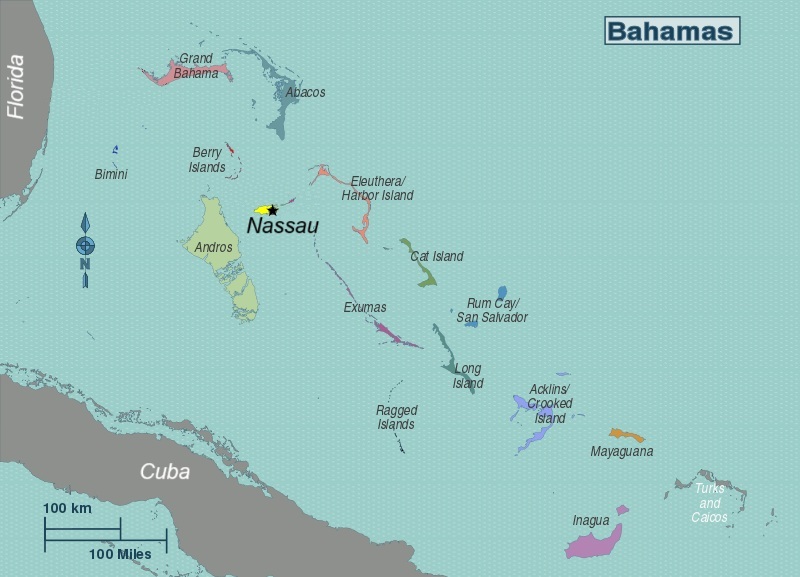 Bahamas
Florida
Grand
Bahama
Abacos
Bimini
Berry
Islands
Eleuthera/
Harbor Island
Nassau
Andros
N
Cat Island
Exumas
Rum Cay/
San Salvador
Long
Island
Ragged
Islands
Acklins/
Crooked
Island
Mayaguana
Cuba
Turks
and
Caicos
Inagua
100 km
100 Miles